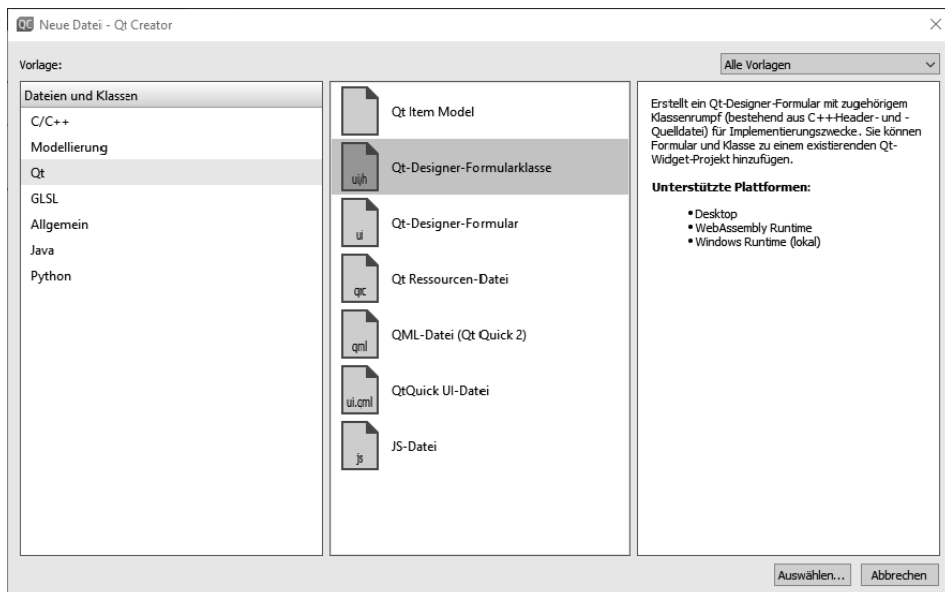 QC Neue Datei - Qt Creator
Vorlage:
Alle Vorlagen
Dateien und Klassen
C/C++
Modellierung
Qt
GLSL
Allgemein
Java
Python
Qt Item Model
ui/h
Qt-Designer-Formularklasse
ui
Qt-Designer-Formular
qrc
Qt Ressourcen-Datei
qml
QML-Datei (Qt Quick 2)
ui.qml
QtQuick UI-Datei
js
JS-Datei
Erstellt ein Qt-Designer-Formular mit zugehörigem
Klassenrumpf (bestehend aus C++-Header- und -
Quelldatei) für Implementierungszwecke. Sie können
Formular und Klasse zu einem existierenden Qt-
Widget-Projekt hinzufügen.
Unterstützte Plattformen:
• Desktop
• WebAssembly Runtime
• Windows Runtime (lokal)
Auswählen...
Abbrechen